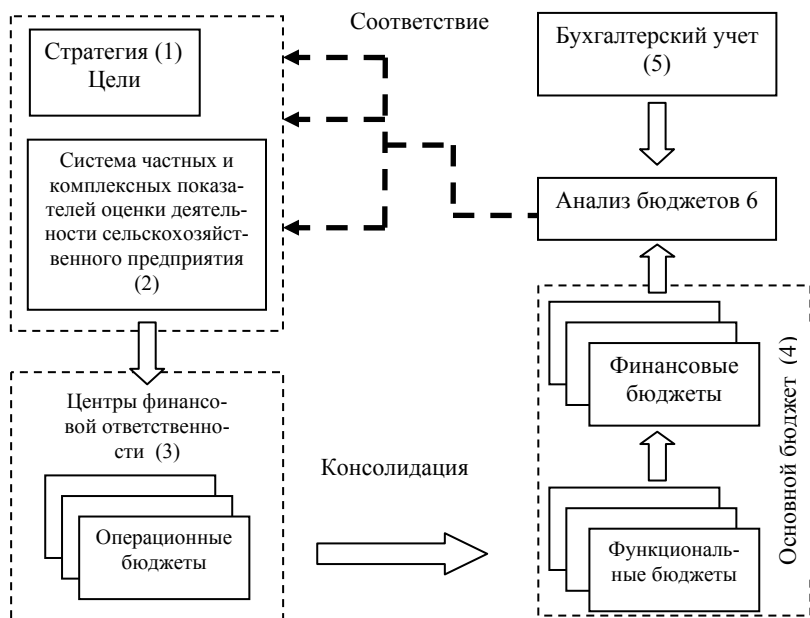 Соответствие
Стратегия (1)
Цели
Система частных и
комплексных показа-
телей оценки деятель-
ности сельскохозяйст-
венного предприятия
(2)
Центры финансо-
вой ответственно-
сти (3)
Операционные
бюджеты
Консолидация
Бухгалтерский учет
(5)
Анализ бюджетов 6
Финансовые
бюджеты
Функциональ-
ные бюджеты
Основной бюджет (4)